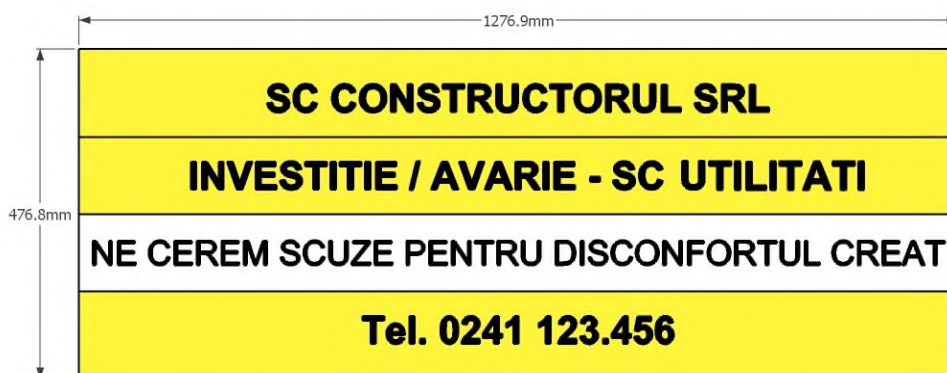 1276.9mm
SC CONSTRUCTORUL SRL
INVESTITIE / AVARIE - SC UTILITATI
476.8mm
NE CEREM SCUZE PENTRU DISCONFORTUL CREAT
Tel. 0241 123.456